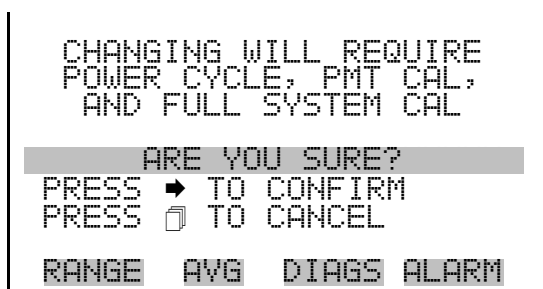 CHANGING WILL REQUIRE
POWER CYCLE, PMT CAL,
AND FULL SYSTEM CAL
ARE YOU SURE?
PRESS ➡ TO CONFIRM
PRESS 🗇 TO CANCEL
RANGE AVG DIAGS ALARM